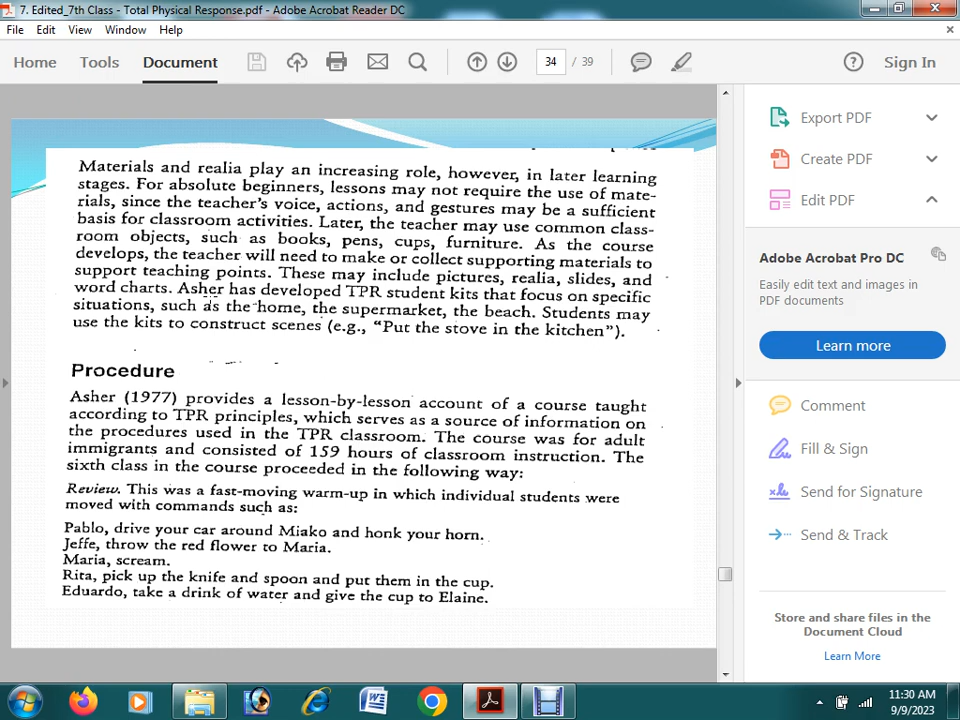 7. Edited_7th Class - Total Physical Response.pdf - Adobe Acrobat Reader DC
File Edit View Window Help
Home Tools Document 34 / 39 Sign In
Materials and realia play an increasing role, however, in later learning
stages. For absolute beginners, lessons may not require the use of mate-
rials, since the teacher's voice, actions, and gestures may be a sufficient
basis for classroom activities. Later, the teacher may use common class-
room objects, such as books, pens, cups, furniture. As the course
develops, the teacher will need to make or collect supporting materials to
support teaching points. These may include pictures, realia, slides, and
word charts. Asher has developed TPR student kits that focus on specific
situations, such as the home, the supermarket, the beach. Students may
use the kits to construct scenes (e.g., "Put the stove in the kitchen").
Procedure
Asher (1977) provides a lesson-by-lesson account of a course taught
according to TPR principles, which serves as a source of information on
the procedures used in the TPR classroom. The course was for adult
immigrants and consisted of 159 hours of classroom instruction. The
sixth class in the course proceeded in the following way:
Review. This was a fast-moving warm-up in which individual students were
moved with commands such as:
Pablo, drive your car around Miako and honk your horn.
Jeffe, throw the red flower to Maria.
Maria, scream.
Rita, pick up the knife and spoon and put them in the cup.
Eduardo, take a drink of water and give the cup to Elaine.
Export PDF
Create PDF
Edit PDF
Adobe Acrobat Pro DC
Easily edit text and images in
PDF documents
Learn more
Comment
Fill & Sign
Send for Signature
Send & Track
Store and share files in the
Document Cloud
Learn More
11:30 AM
9/9/2023